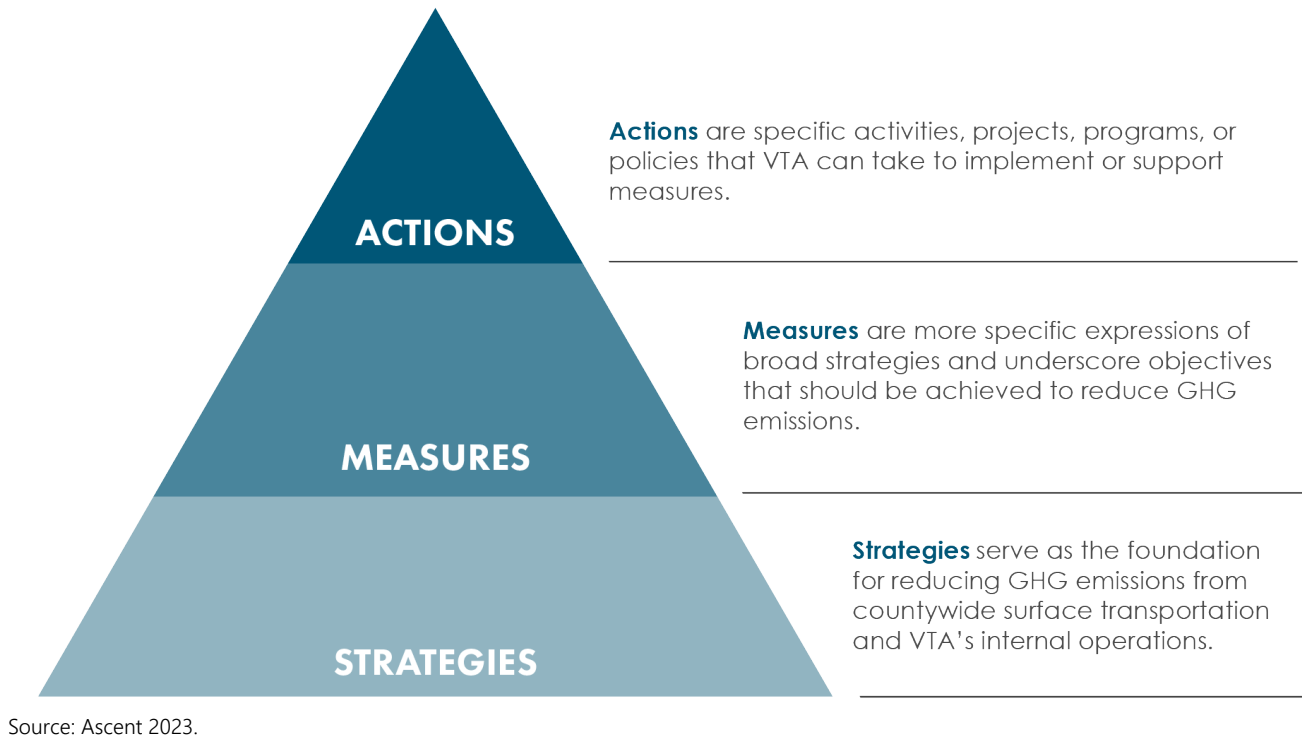 ACTIONS
Actions are specific activities, projects, programs, or
policies that VTA can take to implement or support
measures.
MEASURES
Measures are more specific expressions of
broad strategies and underscore objectives
that should be achieved to reduce GHG
emissions.
STRATEGIES
Strategies serve as the foundation
for reducing GHG emissions from
countywide surface transportation
and VTA’s internal operations.
Source: Ascent 2023.